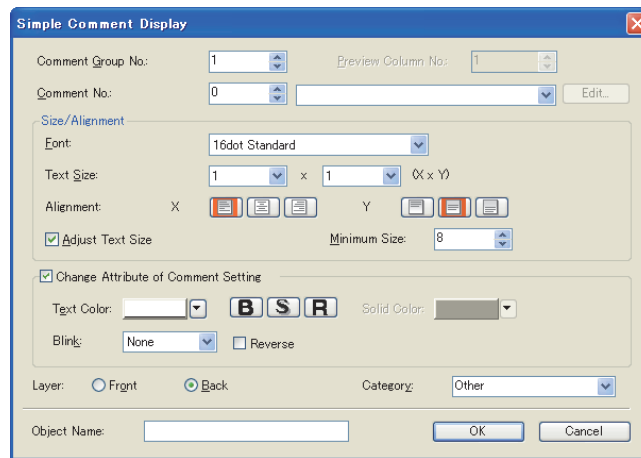 Simple Comment Display
Comment Group No.: 1 Preview Column No.: 1
Comment No.: 0 Edit...
Size/Alignment
Font: 16dot Standard
Text Size: 1 x 1 (X x Y)
Alignment: X Y
Adjust Text Size Minimum Size: 8
Change Attribute of Comment Setting
Text Color: B S R Solid Color:
Blink: None Reverse
Layer: Front Back Category: Other
Object Name: OK Cancel